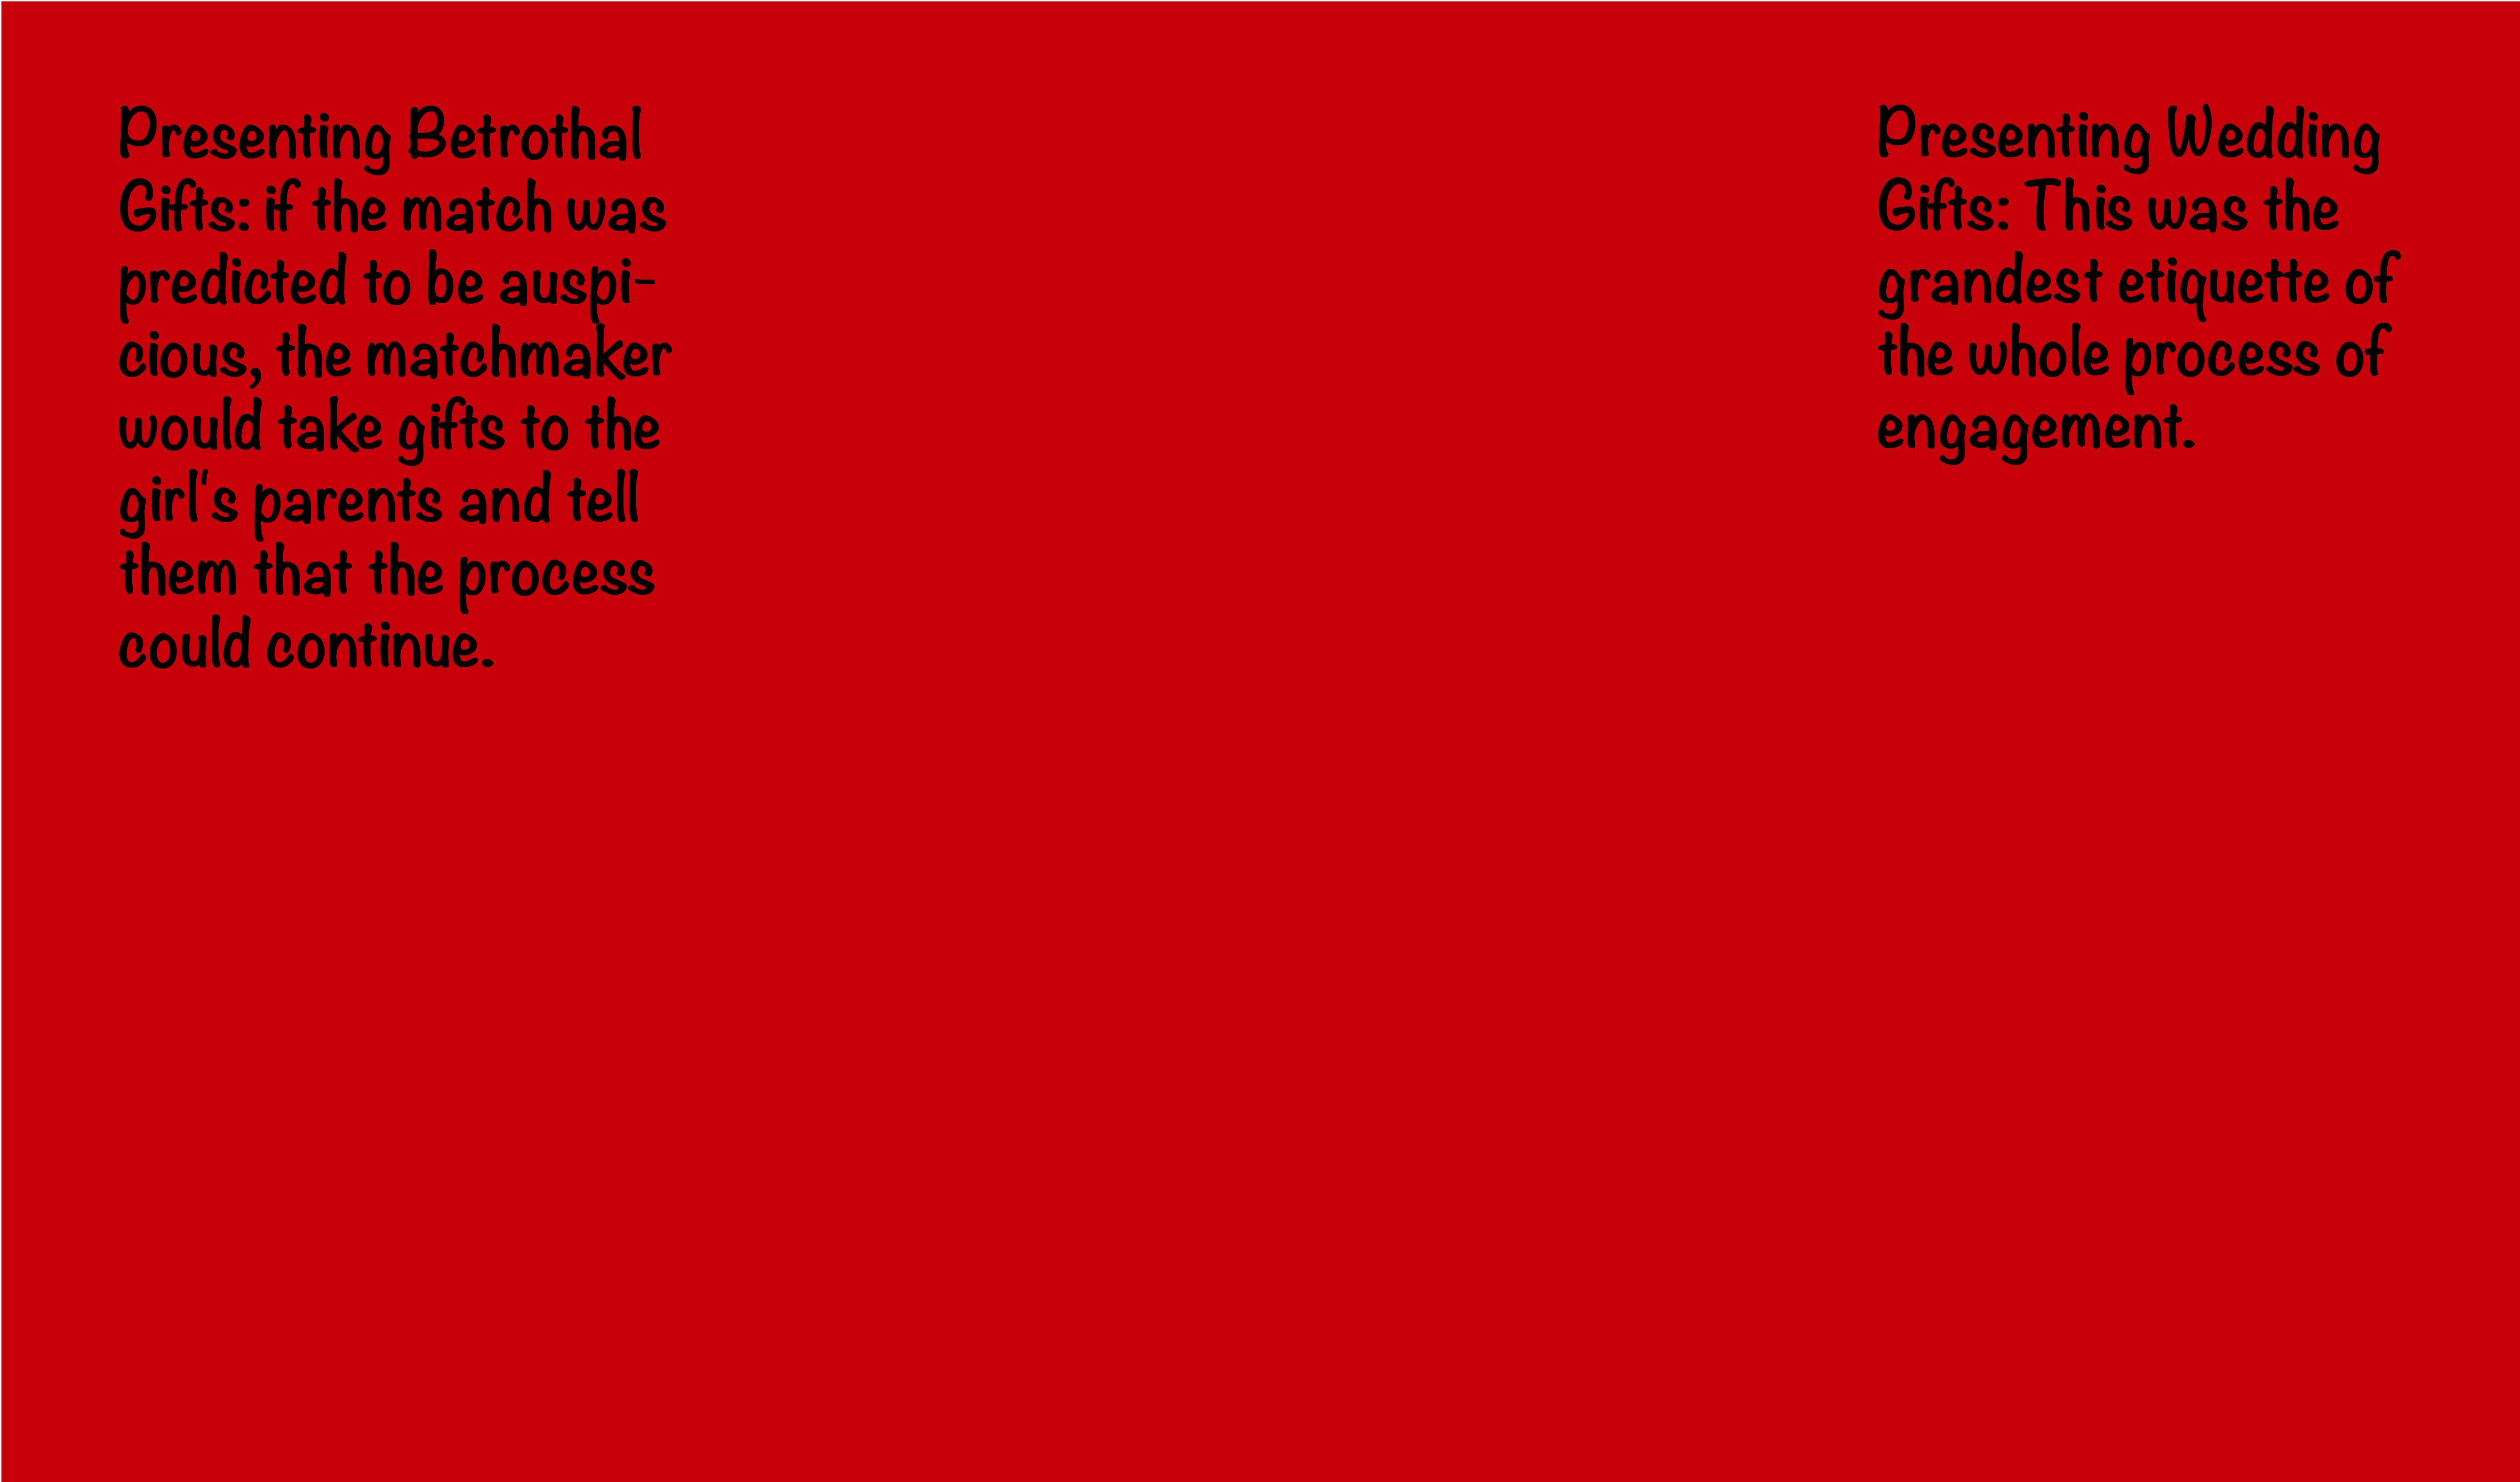 Presenting Betrothal
Gifts: if the match was
predicted to be auspi-
cious, the matchmaker
would take gifts to the
girl's parents and tell
them that the process
could continue.
Presenting Wedding
Gifts: This was the
grandest etiquette of
the whole process of
engagement.